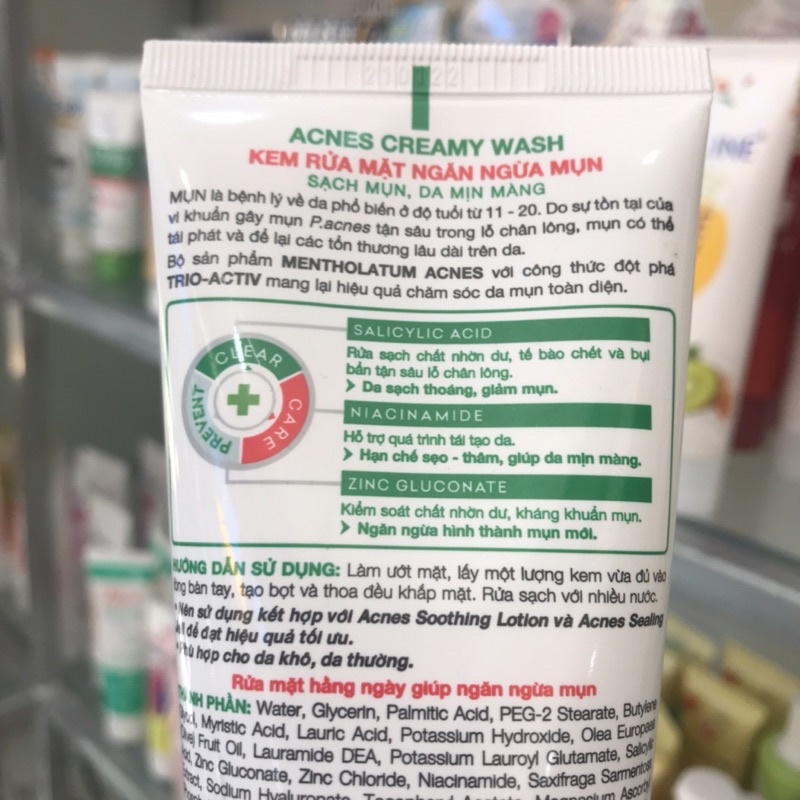 210122
ACNES CREAMY WASH
KEM RỬA MẶT NGĂN NGỪA MỤN
SẠCH MỤN, DA MỊN MÀNG
MỤN là bệnh lý về da phổ biến ở độ tuổi từ 11 - 20. Do sự tồn tại của
vi khuẩn gây mụn P.acnes tận sâu trong lỗ chân lông, mụn có thể
tái phát và để lại các tổn thương lâu dài trên da.
Bộ sản phẩm MENTHOLATUM ACNES với công thức đột phá
TRIO-ACTIV mang lại hiệu quả chăm sóc da mụn toàn diện.
CLEAR
CARE
PREVENT
SALICYLIC ACID
Rửa sạch chất nhờn dư, tế bào chết và bụi
bẩn tận sâu lỗ chân lông.
Da sạch thoáng, giảm mụn.
NIACINAMIDE
Hỗ trợ quá trình tái tạo da.
Hạn chế sẹo - thâm, giúp da mịn màng.
ZINC GLUCONATE
Kiểm soát chất nhờn dư, kháng khuẩn mụn.
Ngăn ngừa hình thành mụn mới.
HƯỚNG DẪN SỬ DỤNG: Làm ướt mặt, lấy một lượng kem vừa đủ vào
bàn tay, tạo bọt và thoa đều khắp mặt. Rửa sạch với nhiều nước.
Nên sử dụng kết hợp với Acnes Soothing Lotion và Acnes Sealing
để đạt hiệu quả tối ưu.
Phù hợp cho da khô, da thường.
Rửa mặt hằng ngày giúp ngăn ngừa mụn
THÀNH PHẦN: Water, Glycerin, Palmitic Acid, PEG-2 Stearate, Butylene
Glycol, Myristic Acid, Lauric Acid, Potassium Hydroxide, Olea Europaea
(Olive) Fruit Oil, Lauramide DEA, Potassium Lauroyl Glutamate, Salicylic
Acid, Zinc Gluconate, Zinc Chloride, Niacinamide, Saxifraga Sarmentosa
Extract, Sodium Hyaluronate, Magnesium